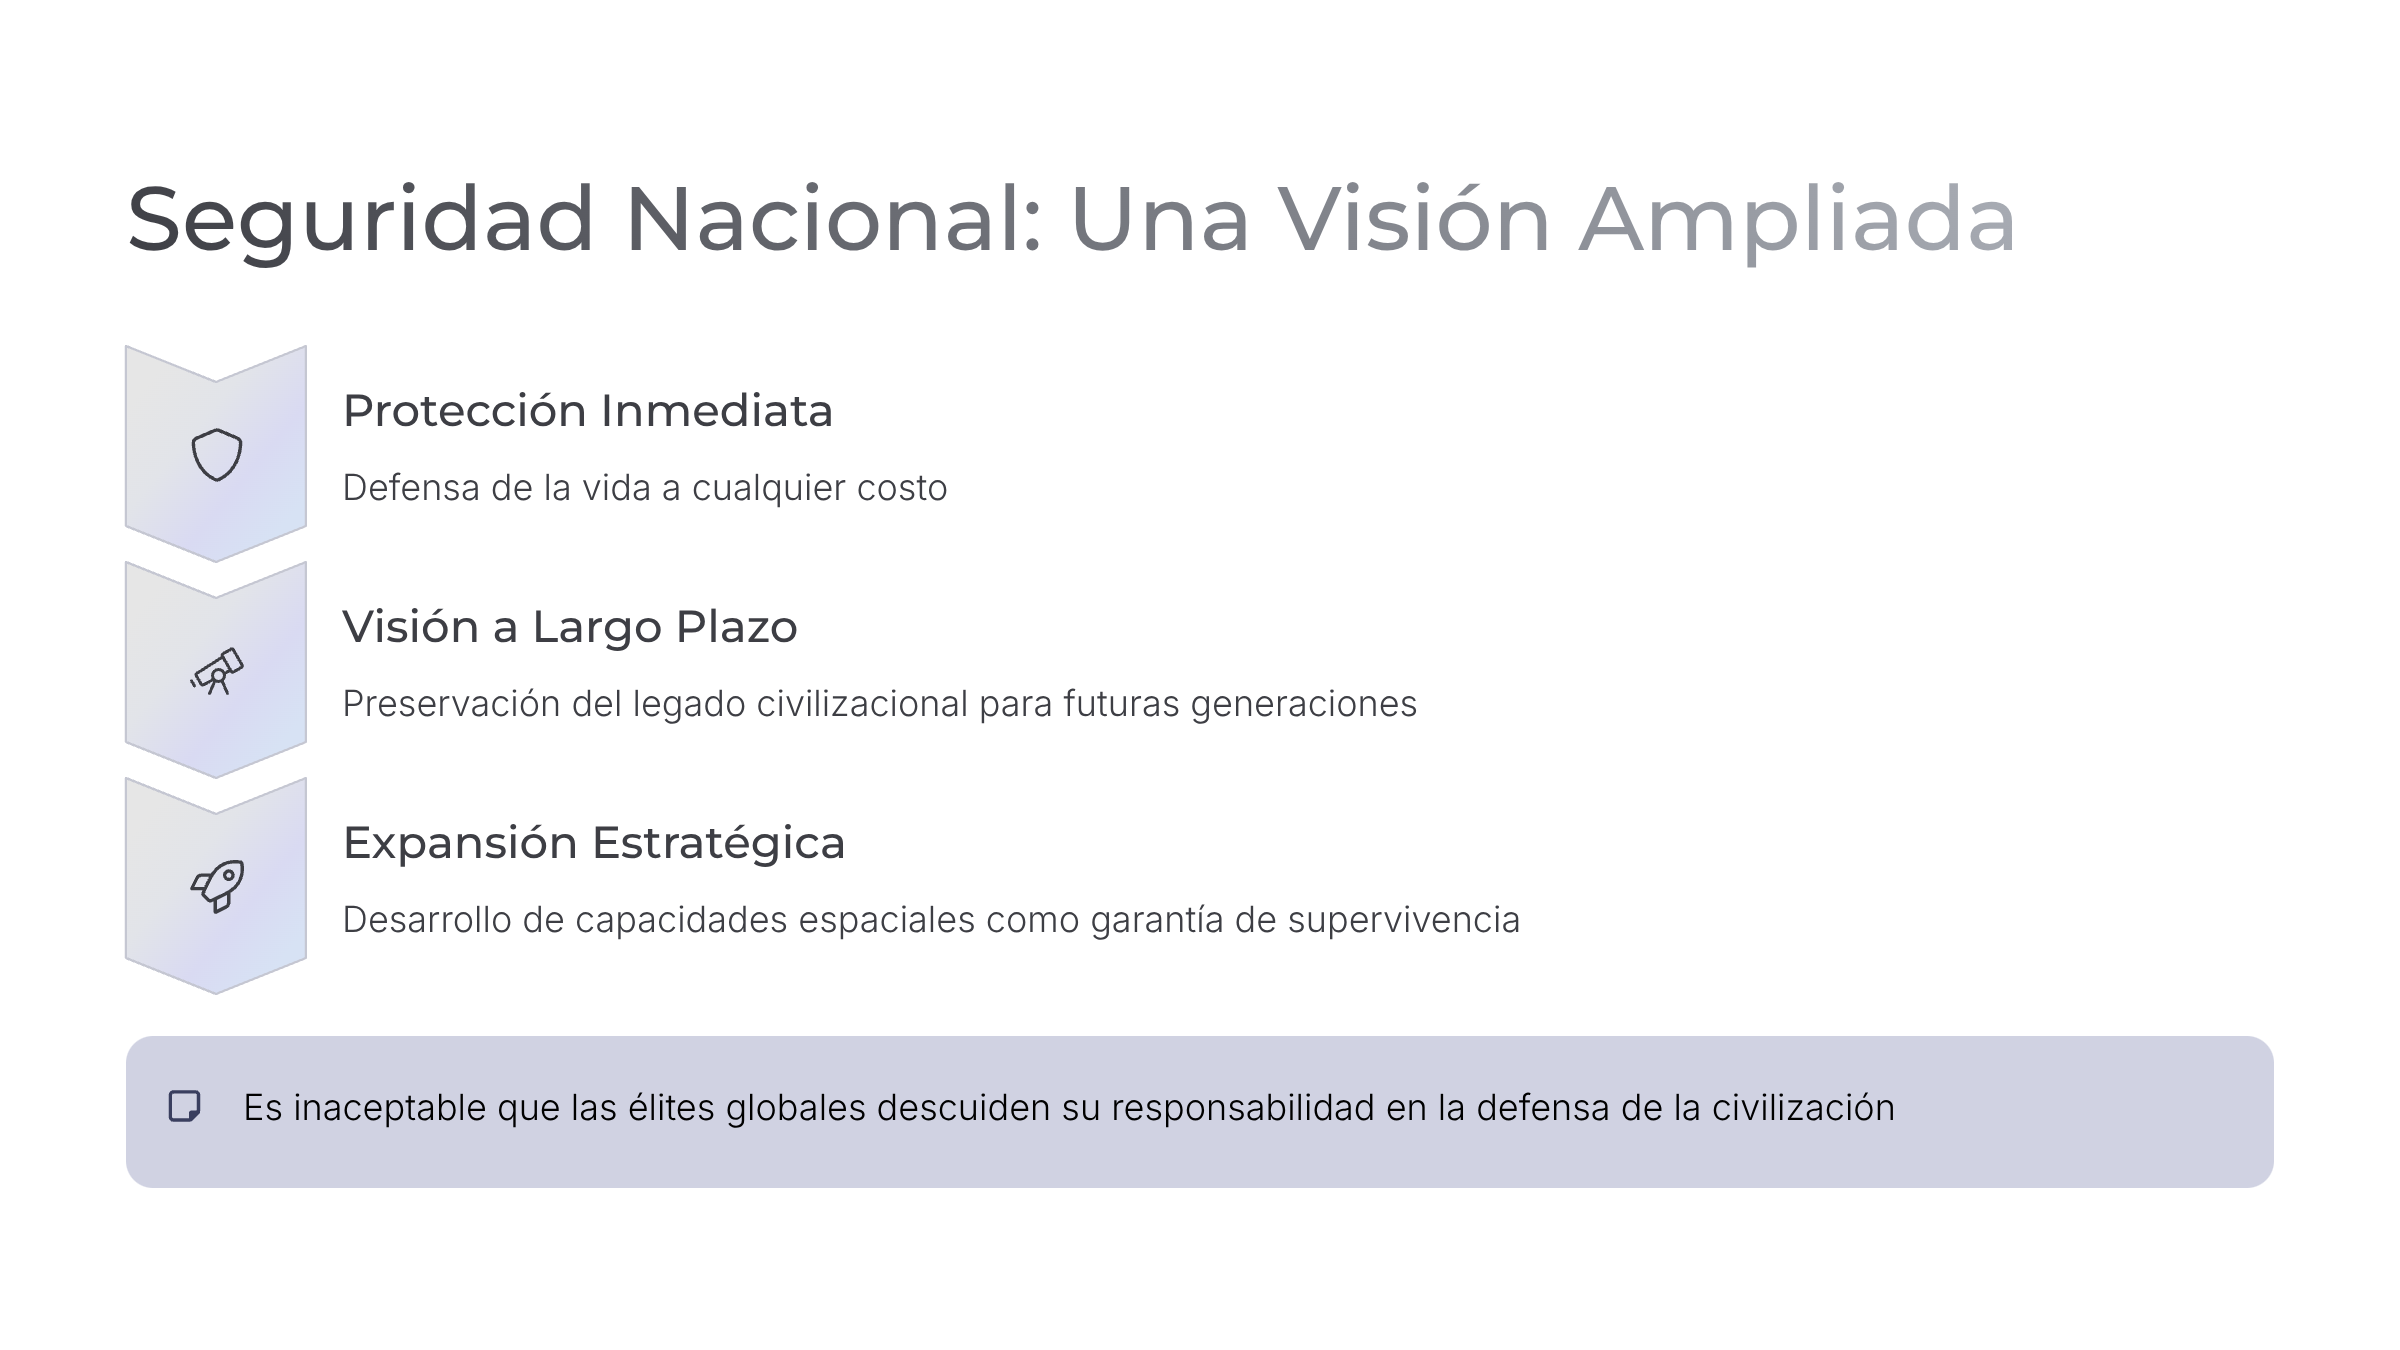 Seguridad Nacional: Una Visión Ampliada
Protección Inmediata
Defensa de la vida a cualquier costo
Visión a Largo Plazo
Preservación del legado civilizacional para futuras generaciones
Expansión Estratégica
Desarrollo de capacidades espaciales como garantía de supervivencia
Es inaceptable que las élites globales descuiden su responsabilidad en la defensa de la civilización